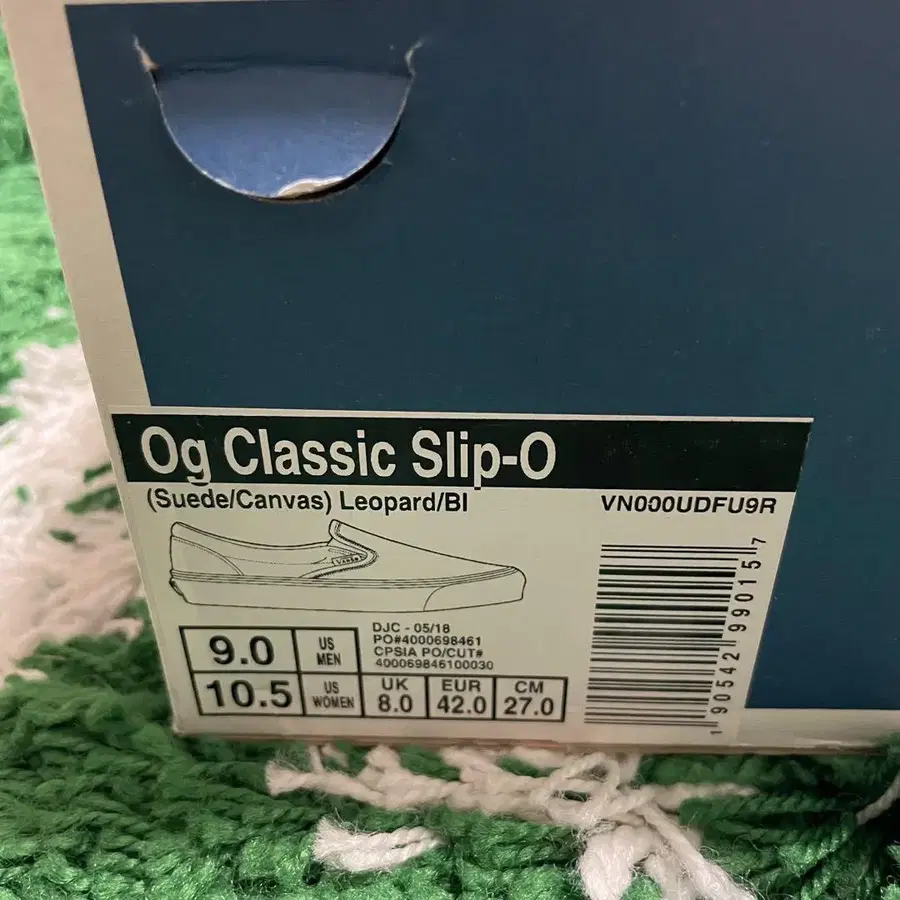 Og Classic Slip-O
(Suede/Canvas) Leopard/Bl
VN000UDFU9R
VANS
9.0 US MEN
10.5 US WOMEN
DJC - 05/18
PO#4000698461
CPSIA PO/CUT#
400069846100030
UK 8.0
EUR 42.0
CM 27.0
1 90542 99015 7